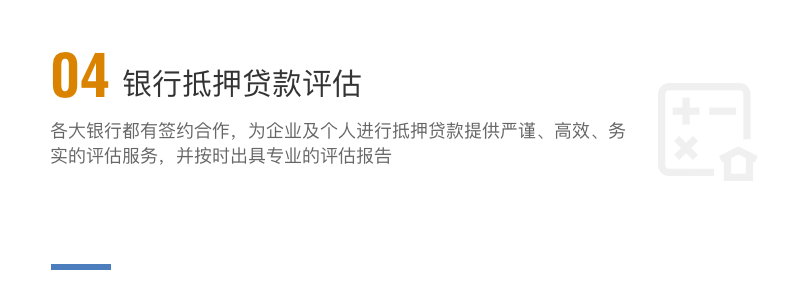 04 银行抵押贷款评估
各大银行都有签约合作，为企业及个人进行抵押贷款提供严谨、高效、务
实的评估服务，并按时出具专业的评估报告